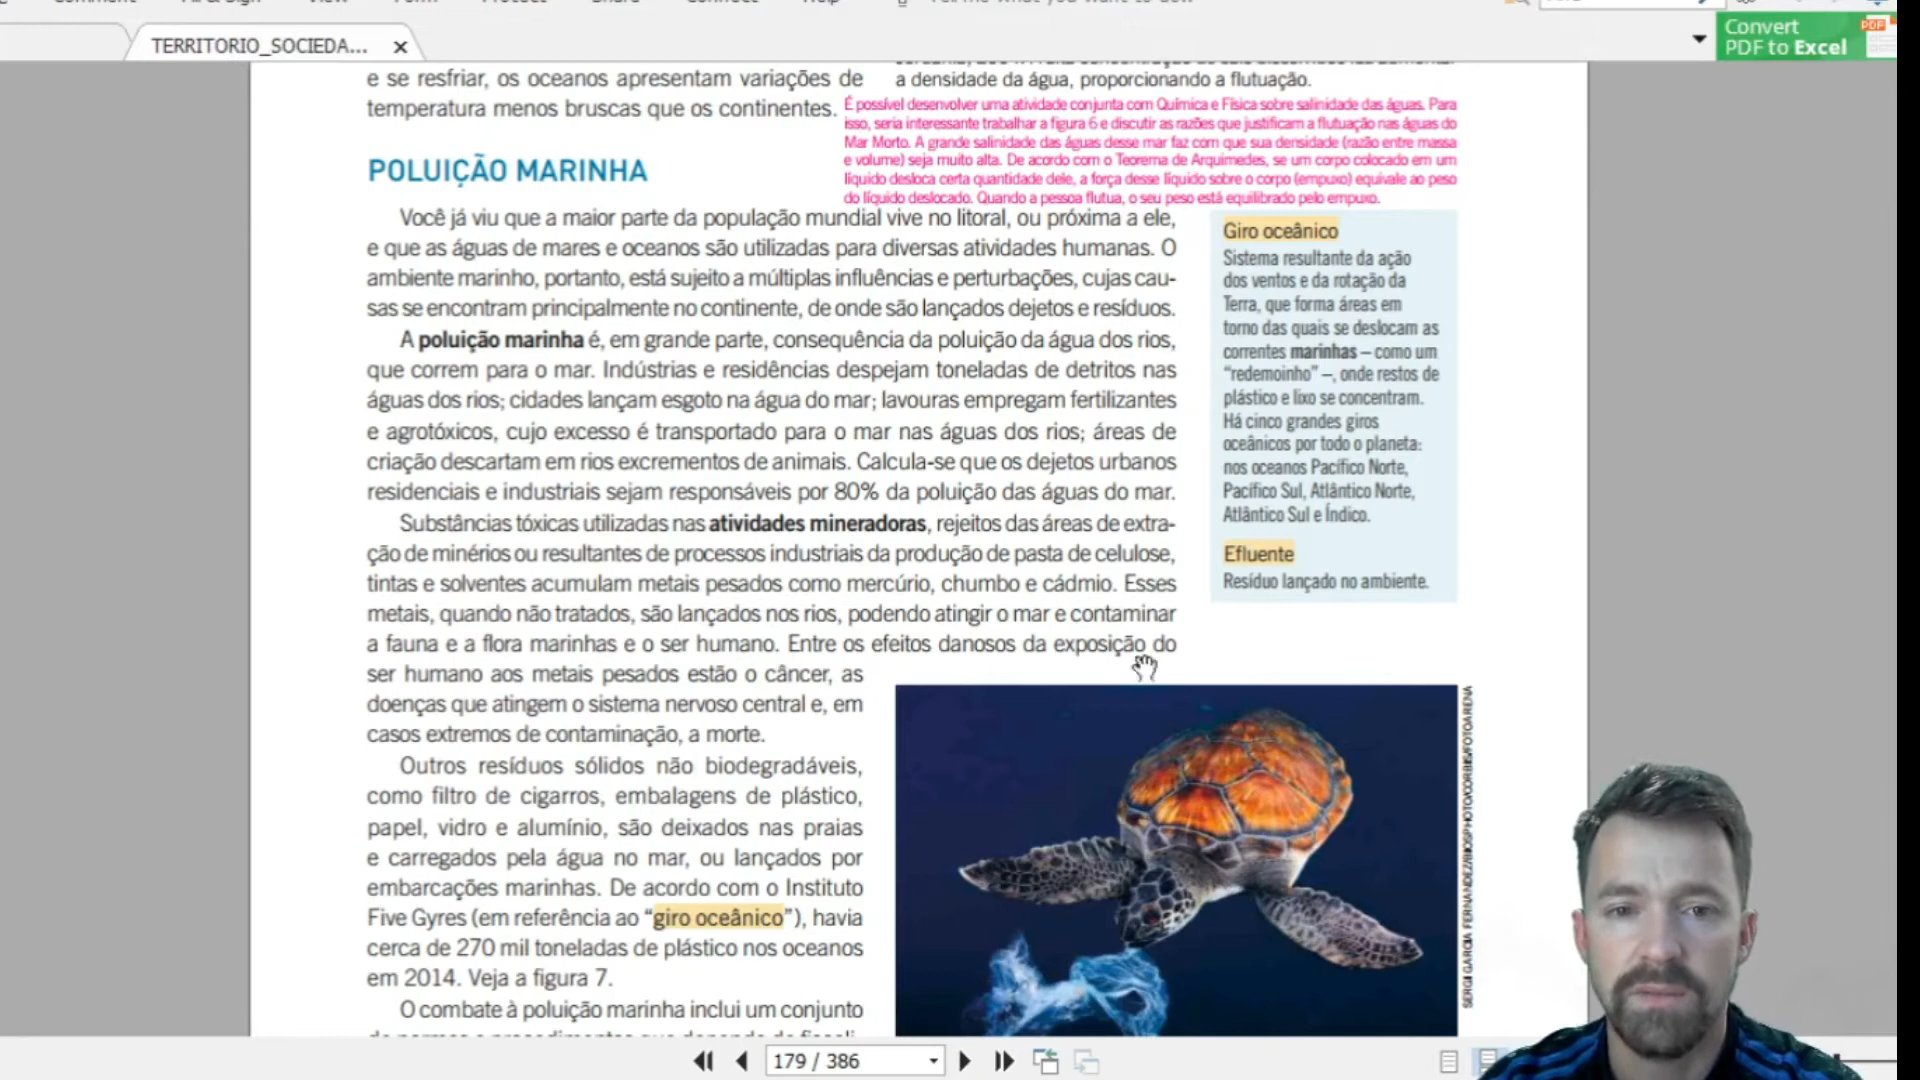 Convert
PDF to Excel
PDF
TERRITORIO_SOCIEDA...
e se resfriar, os oceanos apresentam variações de
temperatura menos bruscas que os continentes.
a densidade da água, proporcionando a flutuação.
É possível desenvolver uma atividade conjunta com Química e Física sobre salinidade das águas. Para
isso, seria interessante trabalhar a figura 6 e discutir as razões que justificam a flutuação nas águas do
Mar Morto. A grande salinidade das águas desse mar faz com que sua densidade (razão entre massa
e volume) seja muito alta. De acordo com o Teorema de Arquimedes, se um corpo colocado em um
líquido desloca certa quantidade dele, a força desse líquido sobre o corpo (empuxo) equivale ao peso
do líquido deslocado. Quando a pessoa flutua, o seu peso está equilibrado pelo empuxo.
POLUIÇÃO MARINHA
Você já viu que a maior parte da população mundial vive no litoral, ou próxima a ele,
e que as águas de mares e oceanos são utilizadas para diversas atividades humanas. O
ambiente marinho, portanto, está sujeito a múltiplas influências e perturbações, cujas cau-
sas se encontram principalmente no continente, de onde são lançados dejetos e resíduos.
A poluição marinha é, em grande parte, consequência da poluição da água dos rios,
que correm para o mar. Indústrias e residências despejam toneladas de detritos nas
águas dos rios; cidades lançam esgoto na água do mar; lavouras empregam fertilizantes
e agrotóxicos, cujo excesso é transportado para o mar nas águas dos rios; áreas de
criação descartam em rios excrementos de animais. Calcula-se que os dejetos urbanos
residenciais e industriais sejam responsáveis por 80% da poluição das águas do mar.
Substâncias tóxicas utilizadas nas atividades mineradoras, rejeitos das áreas de extra-
ção de minérios ou resultantes de processos industriais da produção de pasta de celulose,
tintas e solventes acumulam metais pesados como mercúrio, chumbo e cádmio. Esses
metais, quando não tratados, são lançados nos rios, podendo atingir o mar e contaminar
a fauna e a flora marinhas e o ser humano. Entre os efeitos danosos da exposição do
ser humano aos metais pesados estão o câncer, as
doenças que atingem o sistema nervoso central e, em
casos extremos de contaminação, a morte.
Outros resíduos sólidos não biodegradáveis,
como filtro de cigarros, embalagens de plástico,
papel, vidro e alumínio, são deixados nas praias
e carregados pela água no mar, ou lançados por
embarcações marinhas. De acordo com o Instituto
Five Gyres (em referência ao “giro oceânico”), havia
cerca de 270 mil toneladas de plástico nos oceanos
em 2014. Veja a figura 7.
O combate à poluição marinha inclui um conjunto
Giro oceânico
Sistema resultante da ação
dos ventos e da rotação da
Terra, que forma áreas em
torno das quais se deslocam as
correntes marinhas – como um
“redemoinho” –, onde restos de
plástico e lixo se concentram.
Há cinco grandes giros
oceânicos por todo o planeta:
nos oceanos Pacífico Norte,
Pacífico Sul, Atlântico Norte,
Atlântico Sul e Índico.
Efluente
Resíduo lançado no ambiente.
SERGI GARCIA FERNANDEZ/BIOSPHOTO/CORBIS/FOTOARENA
179 / 386